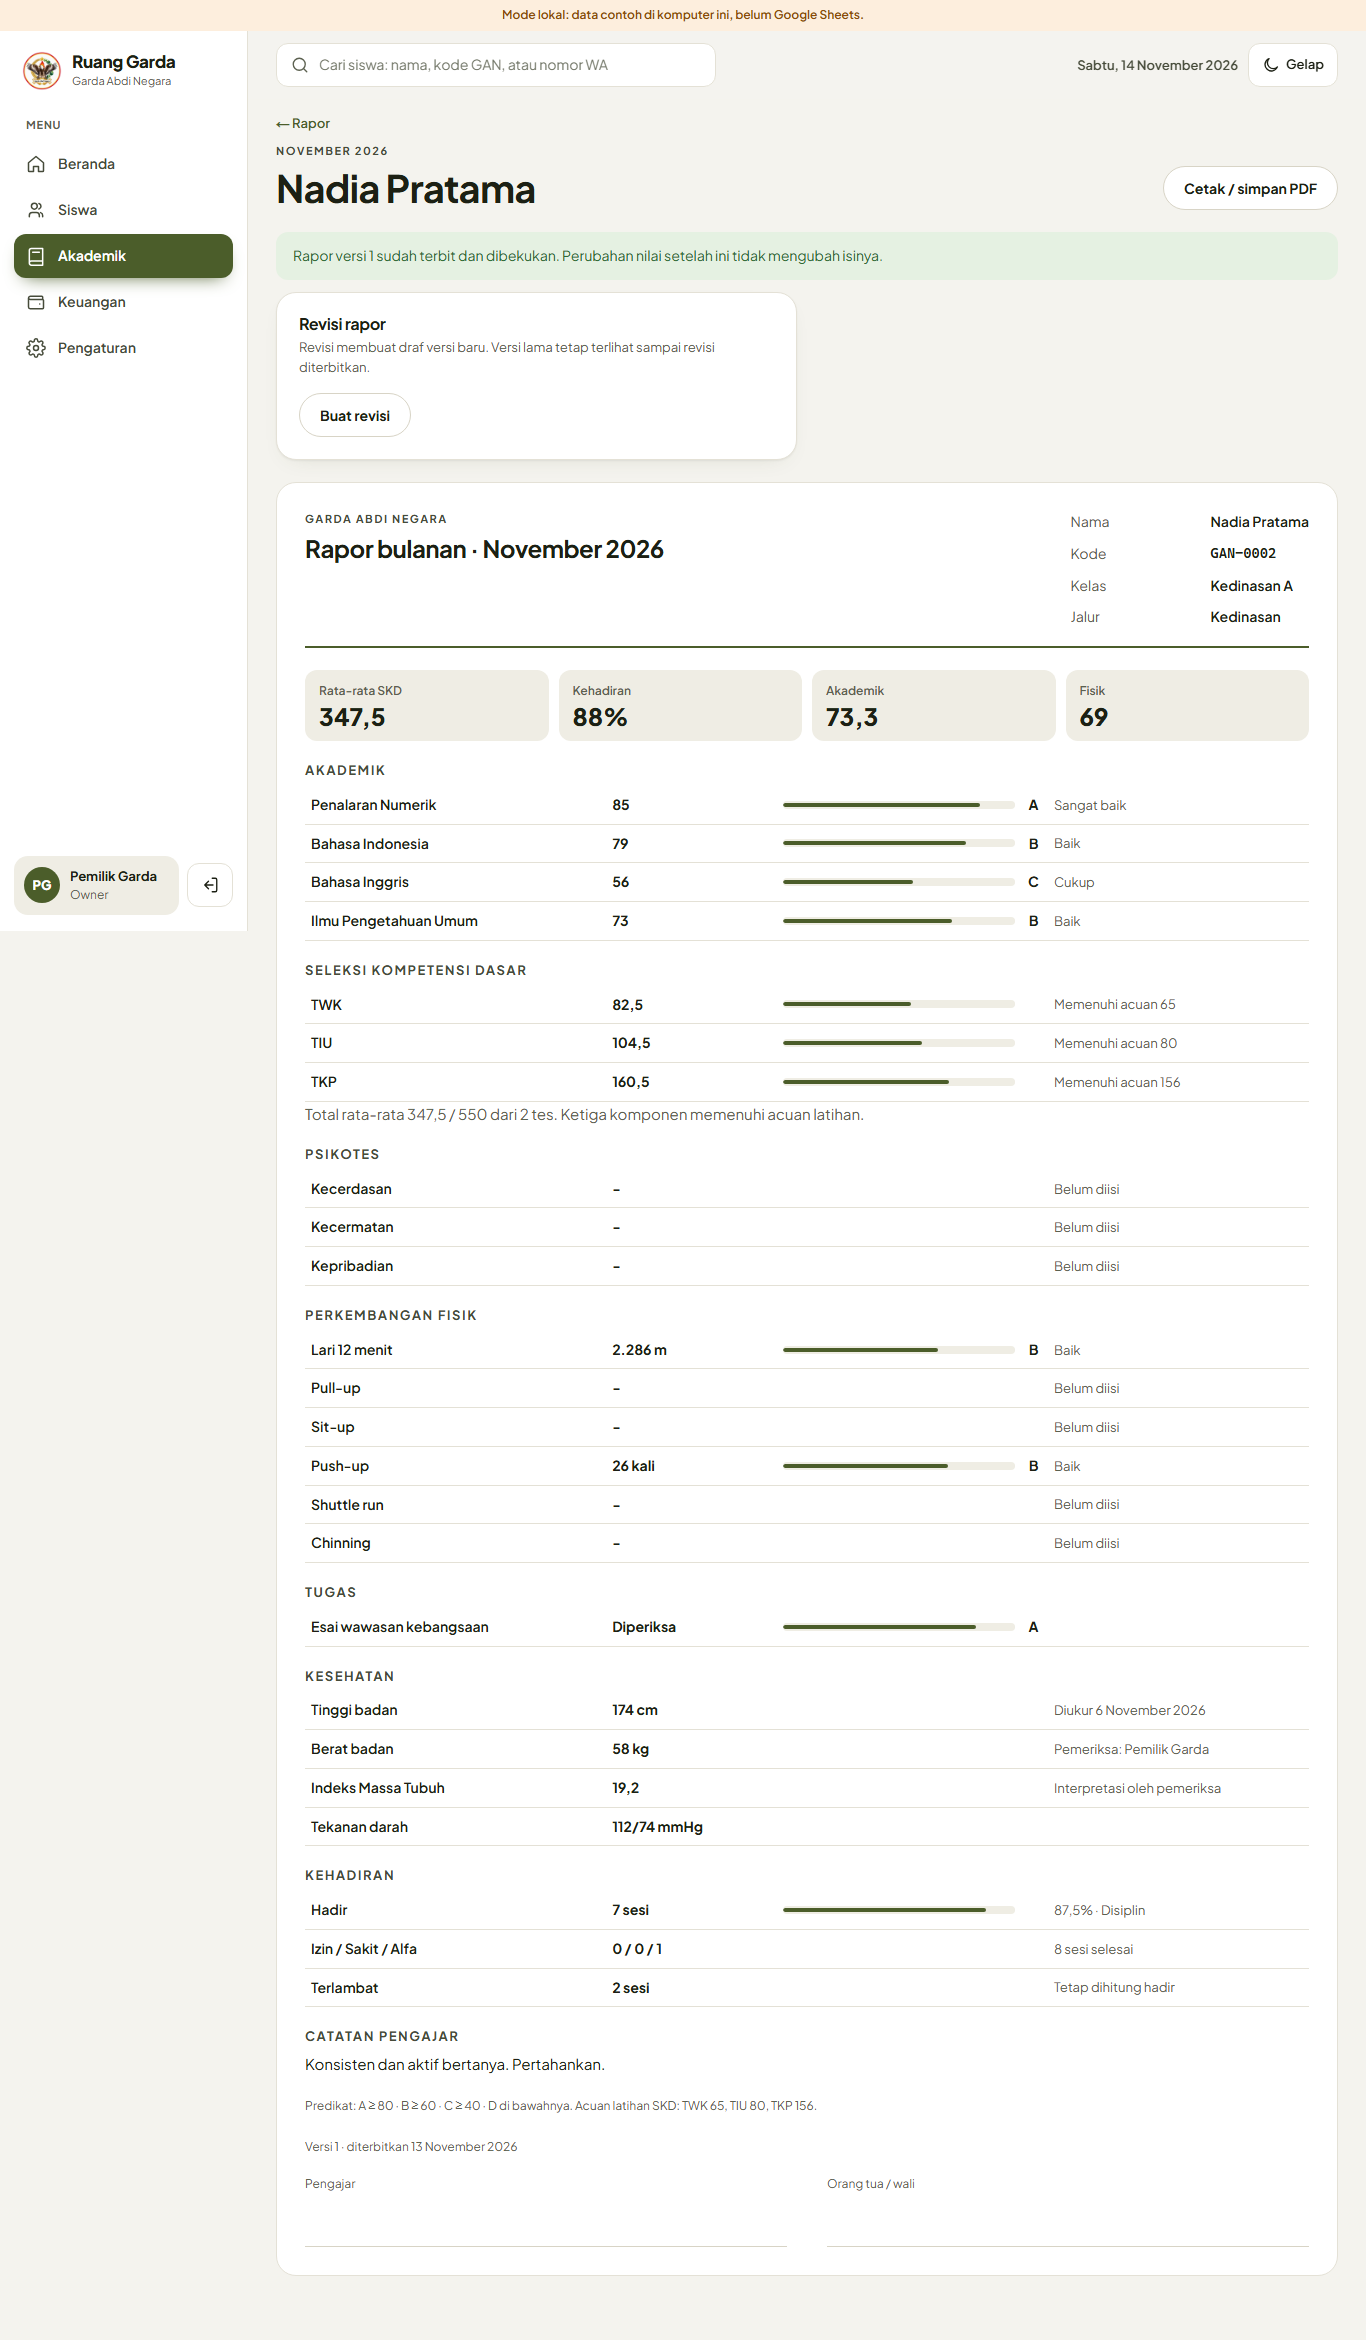 Mode lokal: data contoh di komputer ini, belum Google Sheets.
Ruang Garda
Garda Abdi Negara
MENU
Beranda
Siswa
Akademik
Keuangan
Pengaturan
PG
Pemilik Garda
Owner
Cari siswa: nama, kode GAN, atau nomor WA
Sabtu, 14 November 2026
Gelap
← Rapor
NOVEMBER 2026
Nadia Pratama
Cetak / simpan PDF
Rapor versi 1 sudah terbit dan dibekukan. Perubahan nilai setelah ini tidak mengubah isinya.
Revisi rapor
Revisi membuat draf versi baru. Versi lama tetap terlihat sampai revisi
diterbitkan.
Buat revisi
GARDA ABDI NEGARA
Rapor bulanan · November 2026
Nama Nadia Pratama
Kode GAN-0002
Kelas Kedinasan A
Jalur Kedinasan
Rata-rata SKD
347,5
Kehadiran
88%
Akademik
73,3
Fisik
69
AKADEMIK
Penalaran Numerik 85 A Sangat baik
Bahasa Indonesia 79 B Baik
Bahasa Inggris 56 C Cukup
Ilmu Pengetahuan Umum 73 B Baik
SELEKSI KOMPETENSI DASAR
TWK 82,5 Memenuhi acuan 65
TIU 104,5 Memenuhi acuan 80
TKP 160,5 Memenuhi acuan 156
Total rata-rata 347,5 / 550 dari 2 tes. Ketiga komponen memenuhi acuan latihan.
PSIKOTES
Kecerdasan – Belum diisi
Kecermatan – Belum diisi
Kepribadian – Belum diisi
PERKEMBANGAN FISIK
Lari 12 menit 2.286 m B Baik
Pull-up – Belum diisi
Sit-up – Belum diisi
Push-up 26 kali B Baik
Shuttle run – Belum diisi
Chinning – Belum diisi
TUGAS
Esai wawasan kebangsaan Diperiksa A
KESEHATAN
Tinggi badan 174 cm Diukur 6 November 2026
Berat badan 58 kg Pemeriksa: Pemilik Garda
Indeks Massa Tubuh 19,2 Interpretasi oleh pemeriksa
Tekanan darah 112/74 mmHg
KEHADIRAN
Hadir 7 sesi 87,5% · Disiplin
Izin / Sakit / Alfa 0 / 0 / 1 8 sesi selesai
Terlambat 2 sesi Tetap dihitung hadir
CATATAN PENGAJAR
Konsisten dan aktif bertanya. Pertahankan.
Predikat: A ≥ 80 · B ≥ 60 · C ≥ 40 · D di bawahnya. Acuan latihan SKD: TWK 65, TIU 80, TKP 156.
Versi 1 · diterbitkan 13 November 2026
Pengajar
Orang tua / wali